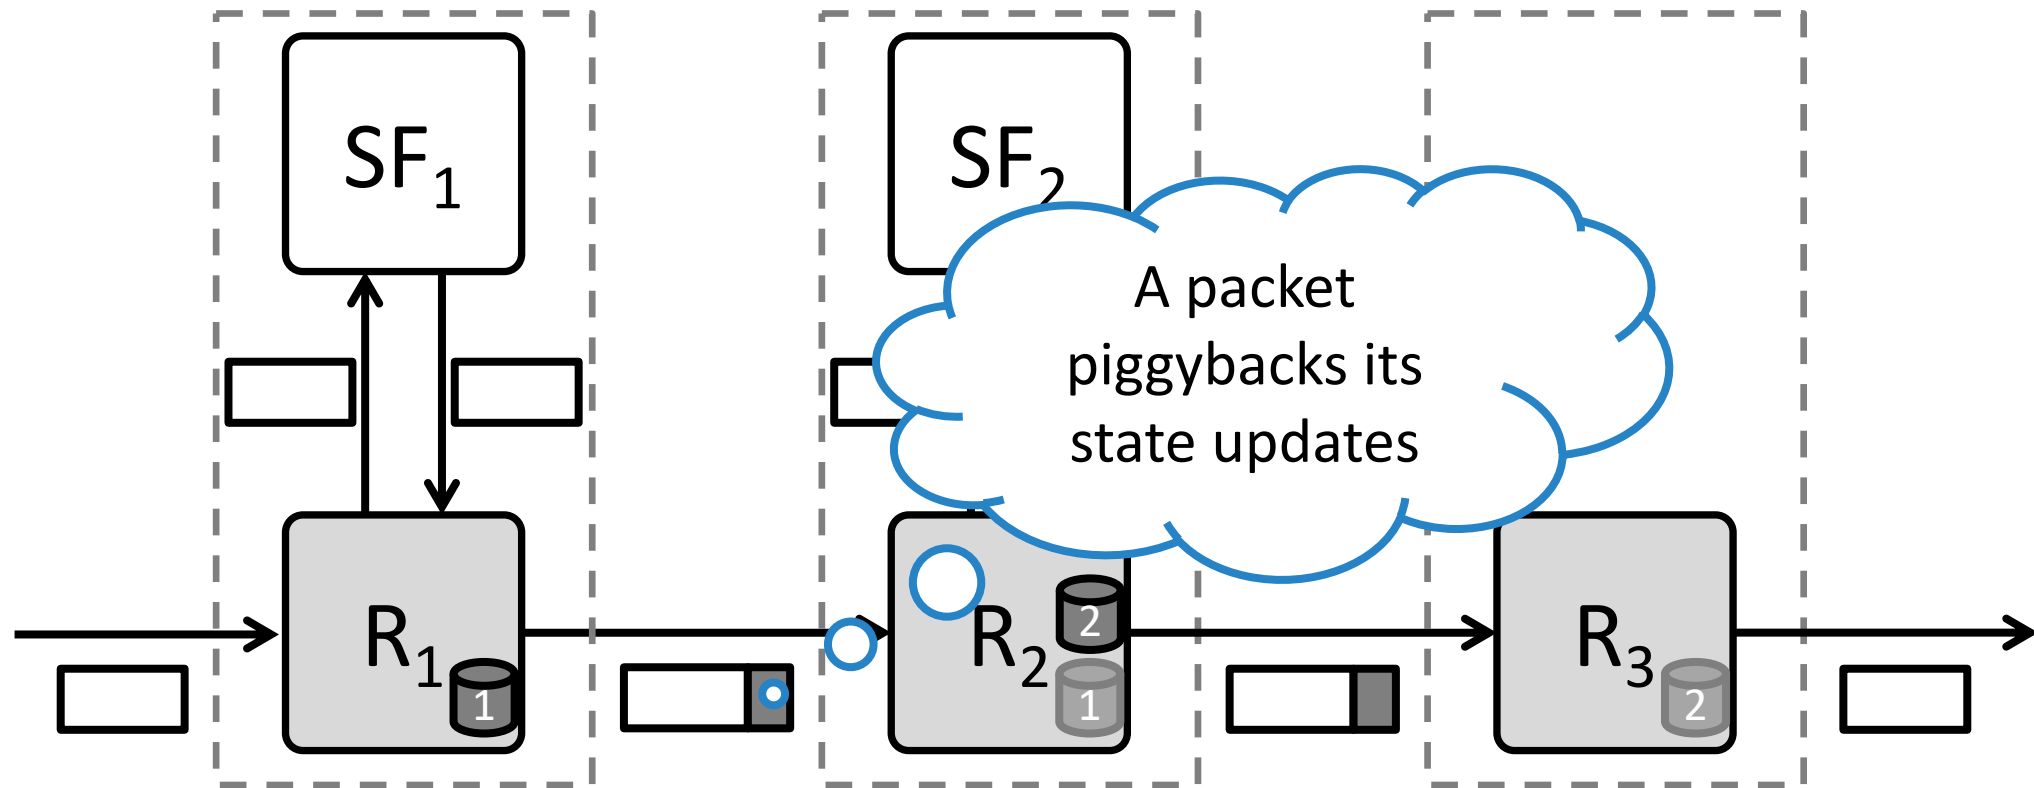 SF₁
SF₂
A packet
piggybacks its
state updates
R₁
1
R₂
2
1
R₃
2